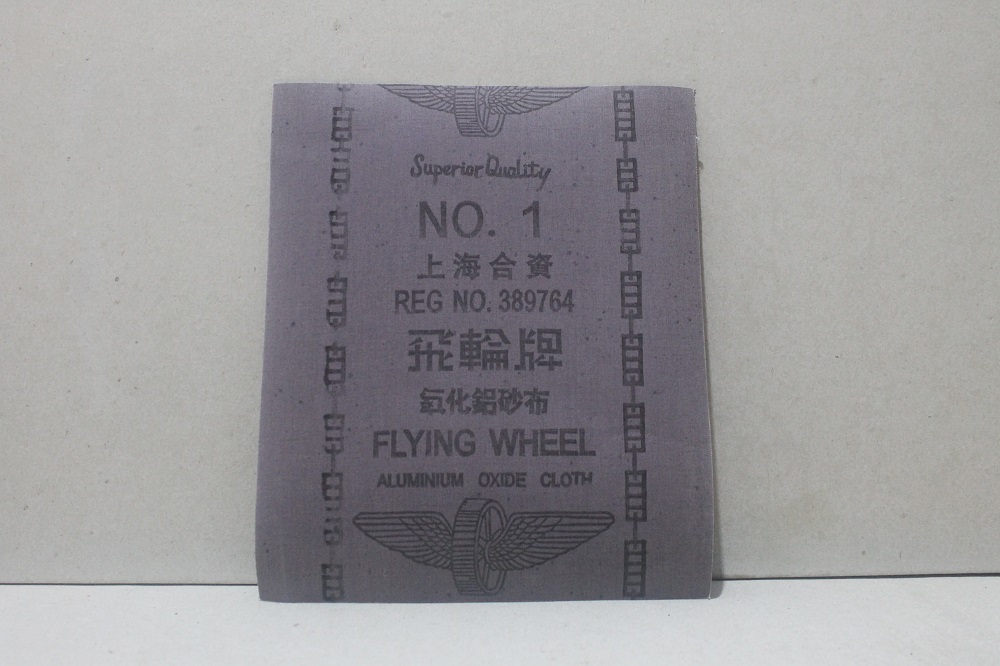 Superior Quality
NO. 1
上海合資
REG NO. 389764
飛輪牌
氧化鋁砂布
FLYING WHEEL
ALUMINIUM OXIDE CLOTH